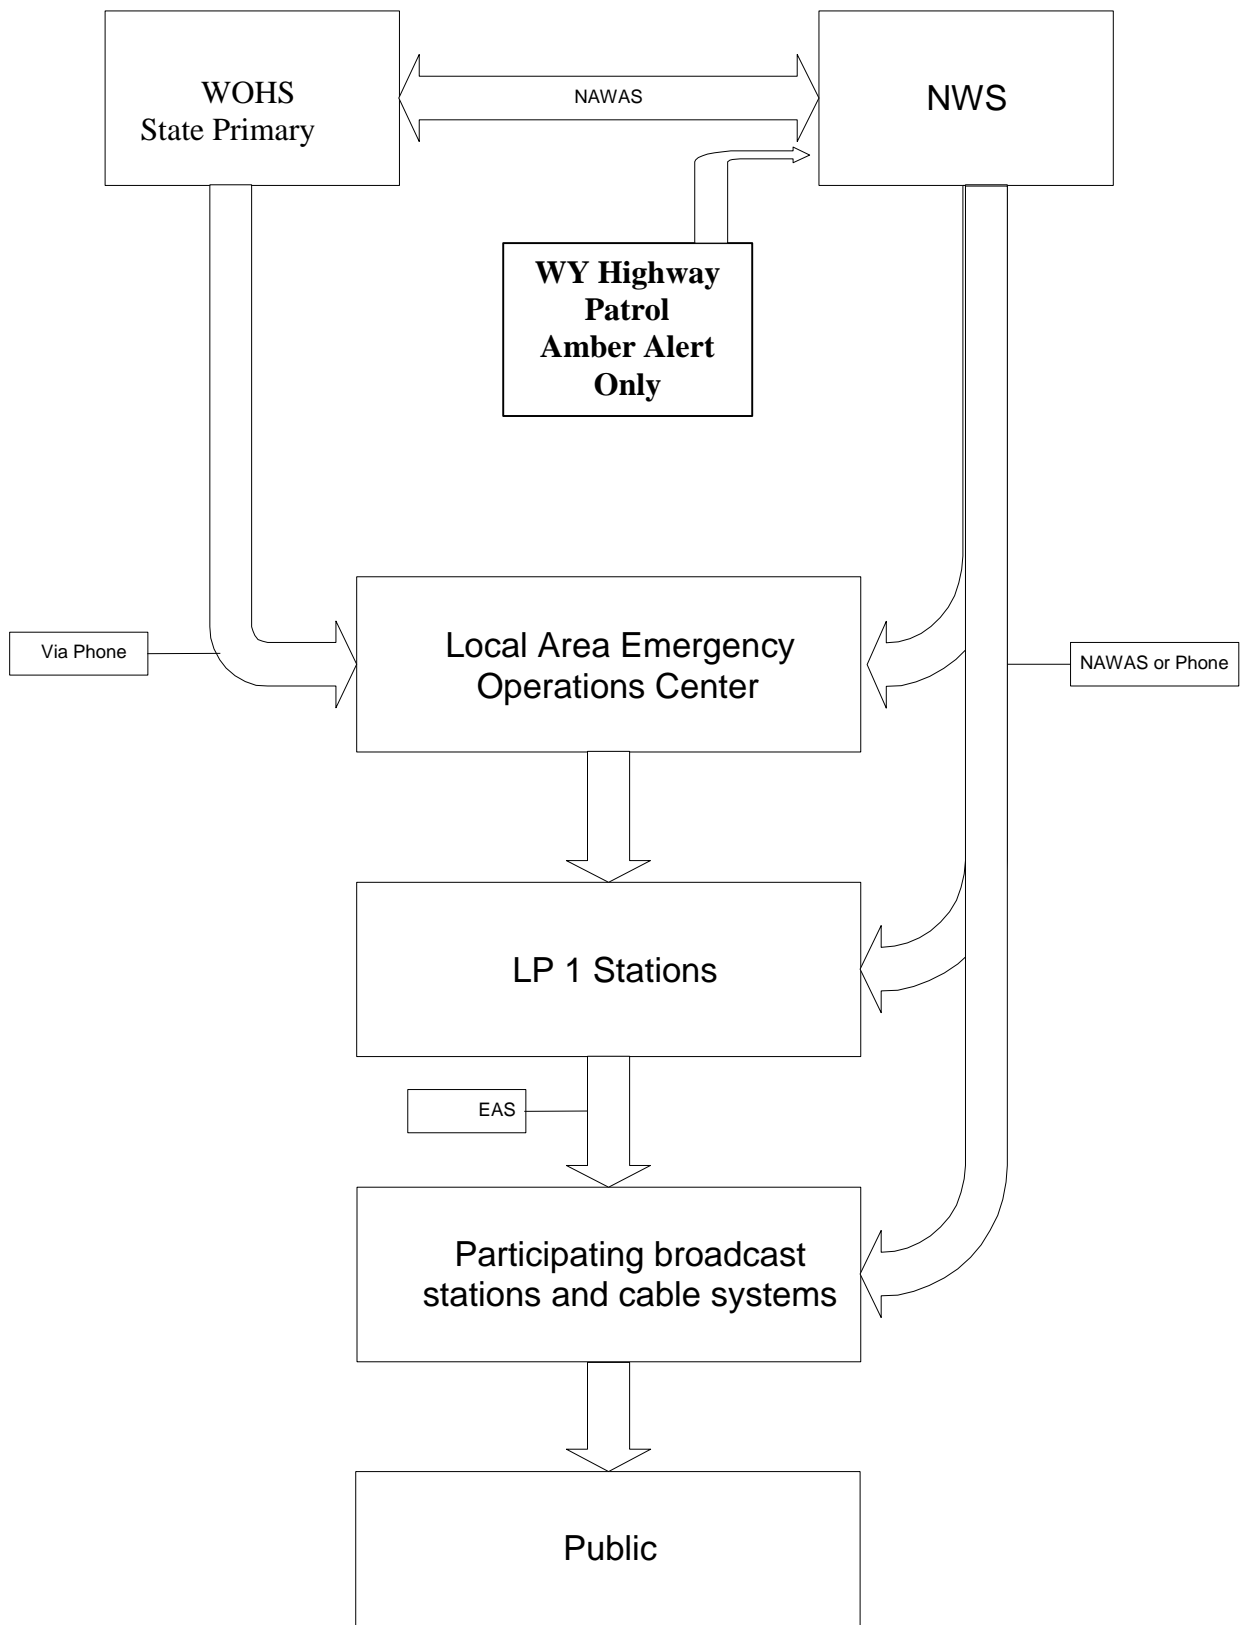 WOHS
State Primary
NAWAS
NWS
WY Highway
Patrol
Amber Alert
Only
Via Phone
Local Area Emergency
Operations Center
NAWAS or Phone
LP 1 Stations
EAS
Participating broadcast
stations and cable systems
Public